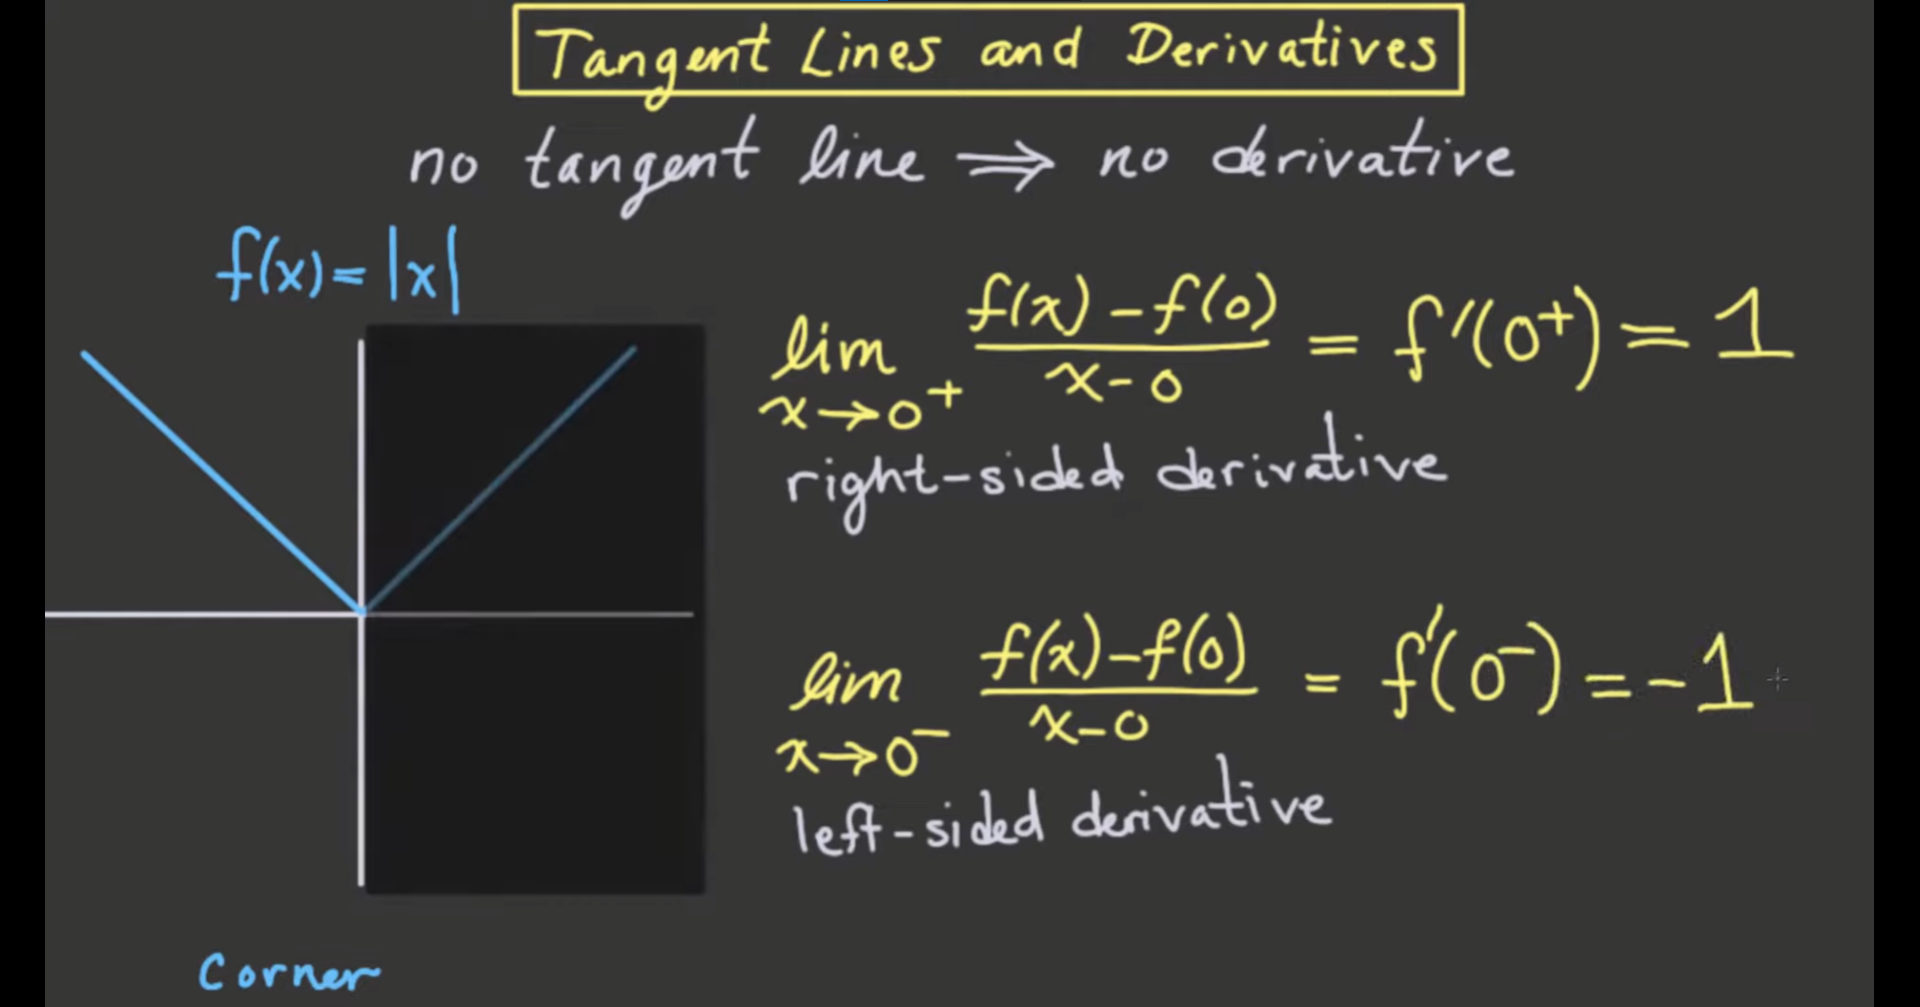 Tangent Lines and Derivatives
no tangent line ⟹ no derivative
f(x) = |x|
lim x→0⁺ (f(x) - f(0))/(x - 0) = f'(0⁺) = 1
right-sided derivative
lim x→0⁻ (f(x) - f(0))/(x - 0) = f'(0⁻) = -1
left-sided derivative
Corner